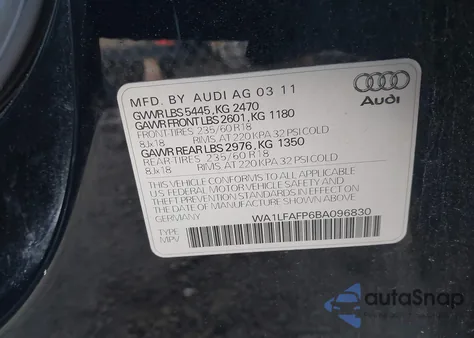 MFD. BY AUDI AG 03 11
GVWR LBS 5445, KG 2470
GAWR FRONT LBS 2601, KG 1180
FRONT-TIRES 235/60 R18
8Jx18 RIMS, AT 220 KPA 32 PSI COLD
GAWR REAR LBS 2976, KG 1350
REAR TIRES 235/60 R18
8Jx18 RIMS, AT 220 KPA 32 PSI COLD
Audi
THIS VEHICLE CONFORMS TO ALL APPLICABLE
U.S. FEDERAL MOTOR VEHICLE SAFETY
AND THEFT PREVENTION STANDARDS IN EFFECT ON
THE DATE OF MANUFACTURE SHOWN ABOVE.
GERMANY
TYPE
MPV
WA1LFAFP6BA096830
autoSnap